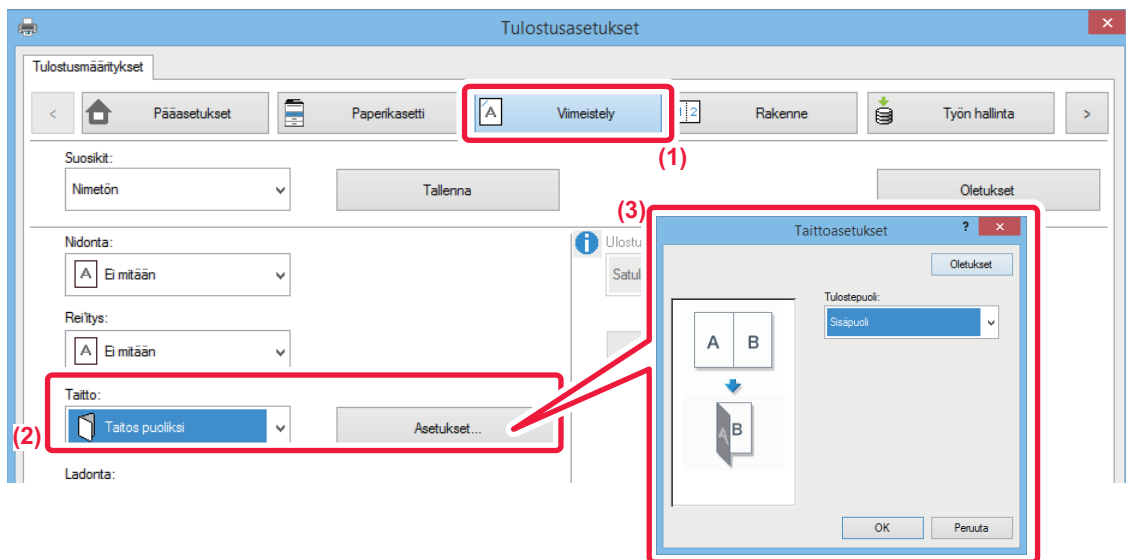 Tulostusasetukset
Tulostusmääritykset
< Pääasetukset Paperikasetti A Viimeistely 2 Rakenne Työn hallinta >
(1)
Suosikit:
Nimetön Tallenna Oletukset
(3)
Nidonta:
A Ei mitään
Rei'itys:
A Ei mitään
Taitto:
(2) Taitos puoliksi Asetukset...
Ladonta:
Taittoasetukset ?
Oletukset
Tulostepuoli:
Sisäpuoli
A B
A B
OK Peruuta